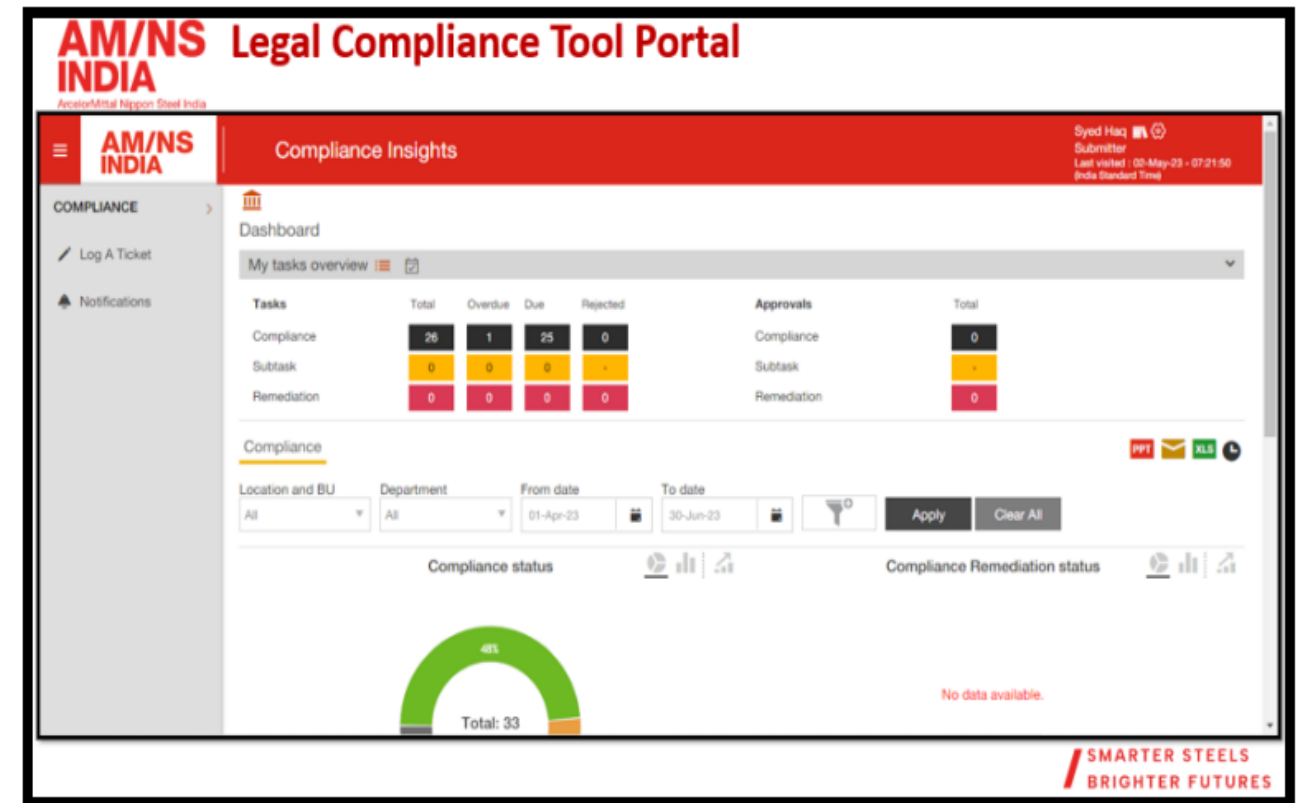 AM/NS
INDIA
ArcelorMittal Nippon Steel India
Legal Compliance Tool Portal
AM/NS
INDIA
Compliance Insights
Syed Haq
Submitter
Last visited : 02-May-23 - 07:21:50
(India Standard Time)
COMPLIANCE
Log A Ticket
Notifications
Dashboard
My tasks overview
Tasks Total Overdue Due Rejected
Compliance 26 1 25 0
Subtask 0 0 0 -
Remediation 0 0 0 0
Approvals Total
Compliance 0
Subtask -
Remediation 0
Compliance
PPT XLS
Location and BU Department From date To date
All All 01-Apr-23 30-Jun-23 0 Apply Clear All
Compliance status
48%
Total: 33
Compliance Remediation status
No data available.
SMARTER STEELS
BRIGHTER FUTURES